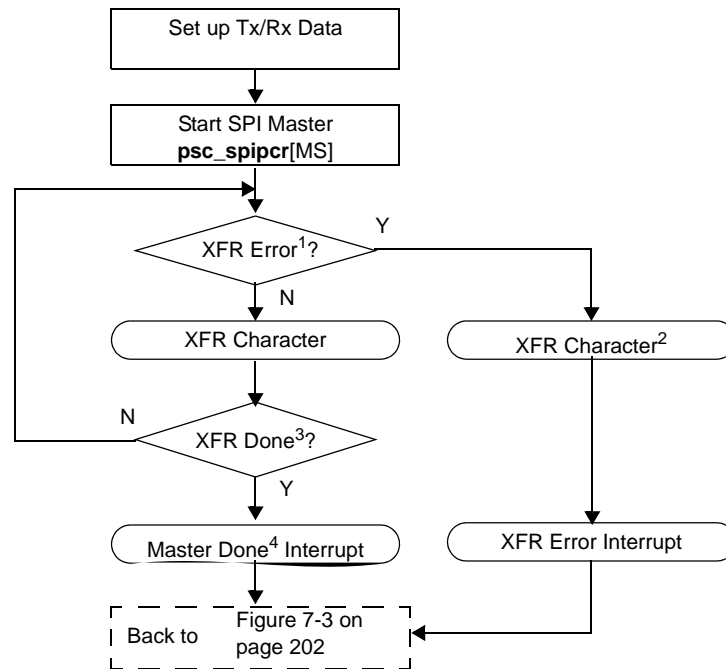 Set up Tx/Rx Data
Start SPI Master
psc_spipcr[MS]
XFR Error1?
Y
N
XFR Character
XFR Character2
N
XFR Done3?
Y
Master Done4 Interrupt
XFR Error Interrupt
Back to
Figure 7-3 on
page 202